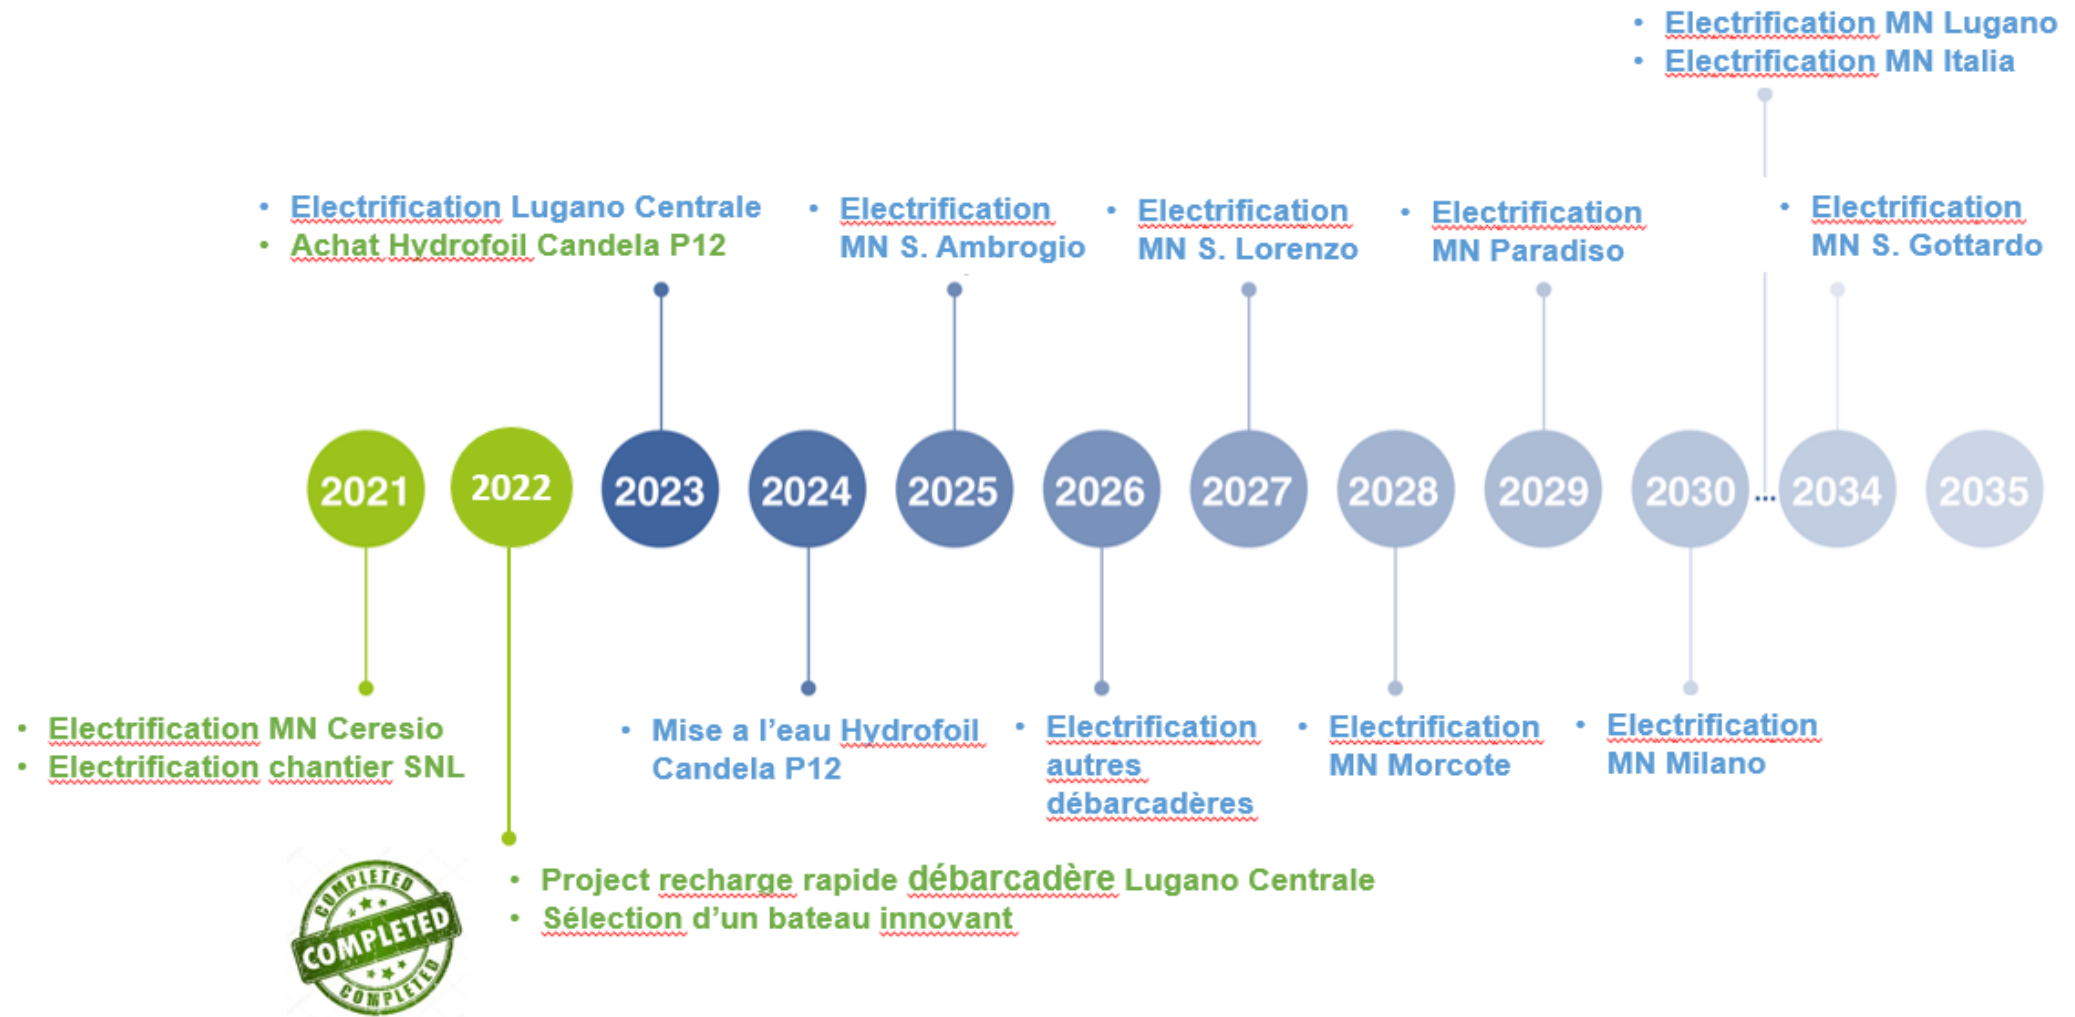 • Electrification MN Lugano
• Electrification MN Italia
• Electrification Lugano Centrale
• Achat Hydrofoil Candela P12
• Electrification
MN S. Ambrogio
• Electrification
MN S. Lorenzo
• Electrification
MN Paradiso
• Electrification
MN S. Gottardo
2021
2022
2023
2024
2025
2026
2027
2028
2029
2030
...
2034
2035
• Electrification MN Ceresio
• Electrification chantier SNL
• Mise a l’eau Hydrofoil
Candela P12
• Electrification
autres
débarcadères
• Electrification
MN Morcote
• Electrification
MN Milano
• Project recharge rapide débarcadère Lugano Centrale
• Sélection d’un bateau innovant
COMPLETED
COMPLETED
COMPLETED